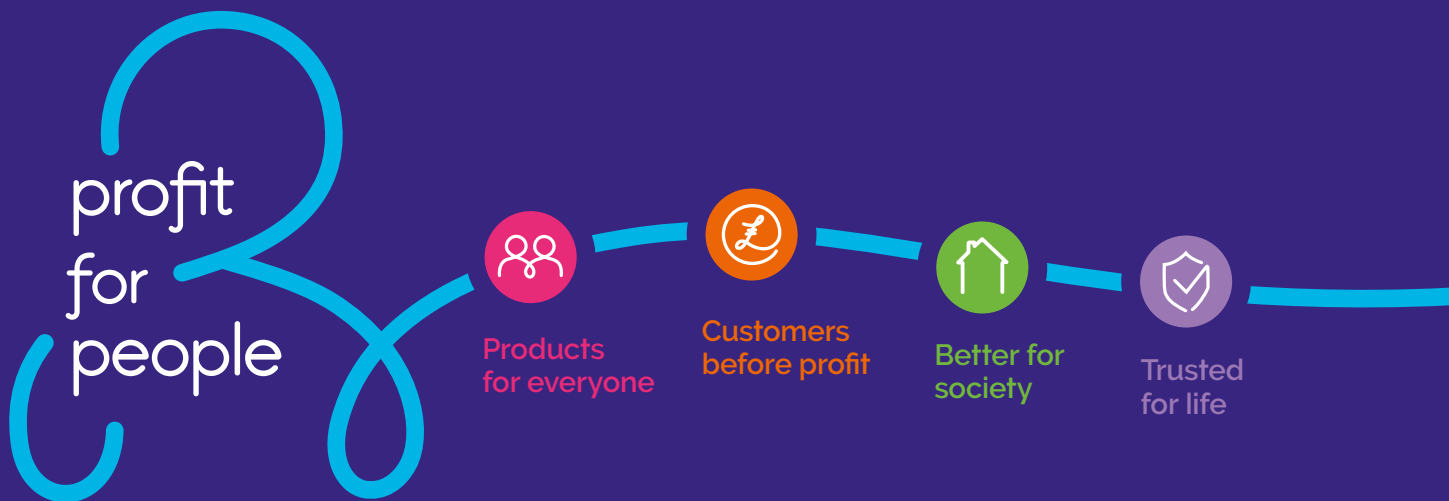 profit
for
people
Products
for everyone
Customers
before profit
Better for
society
Trusted
for life